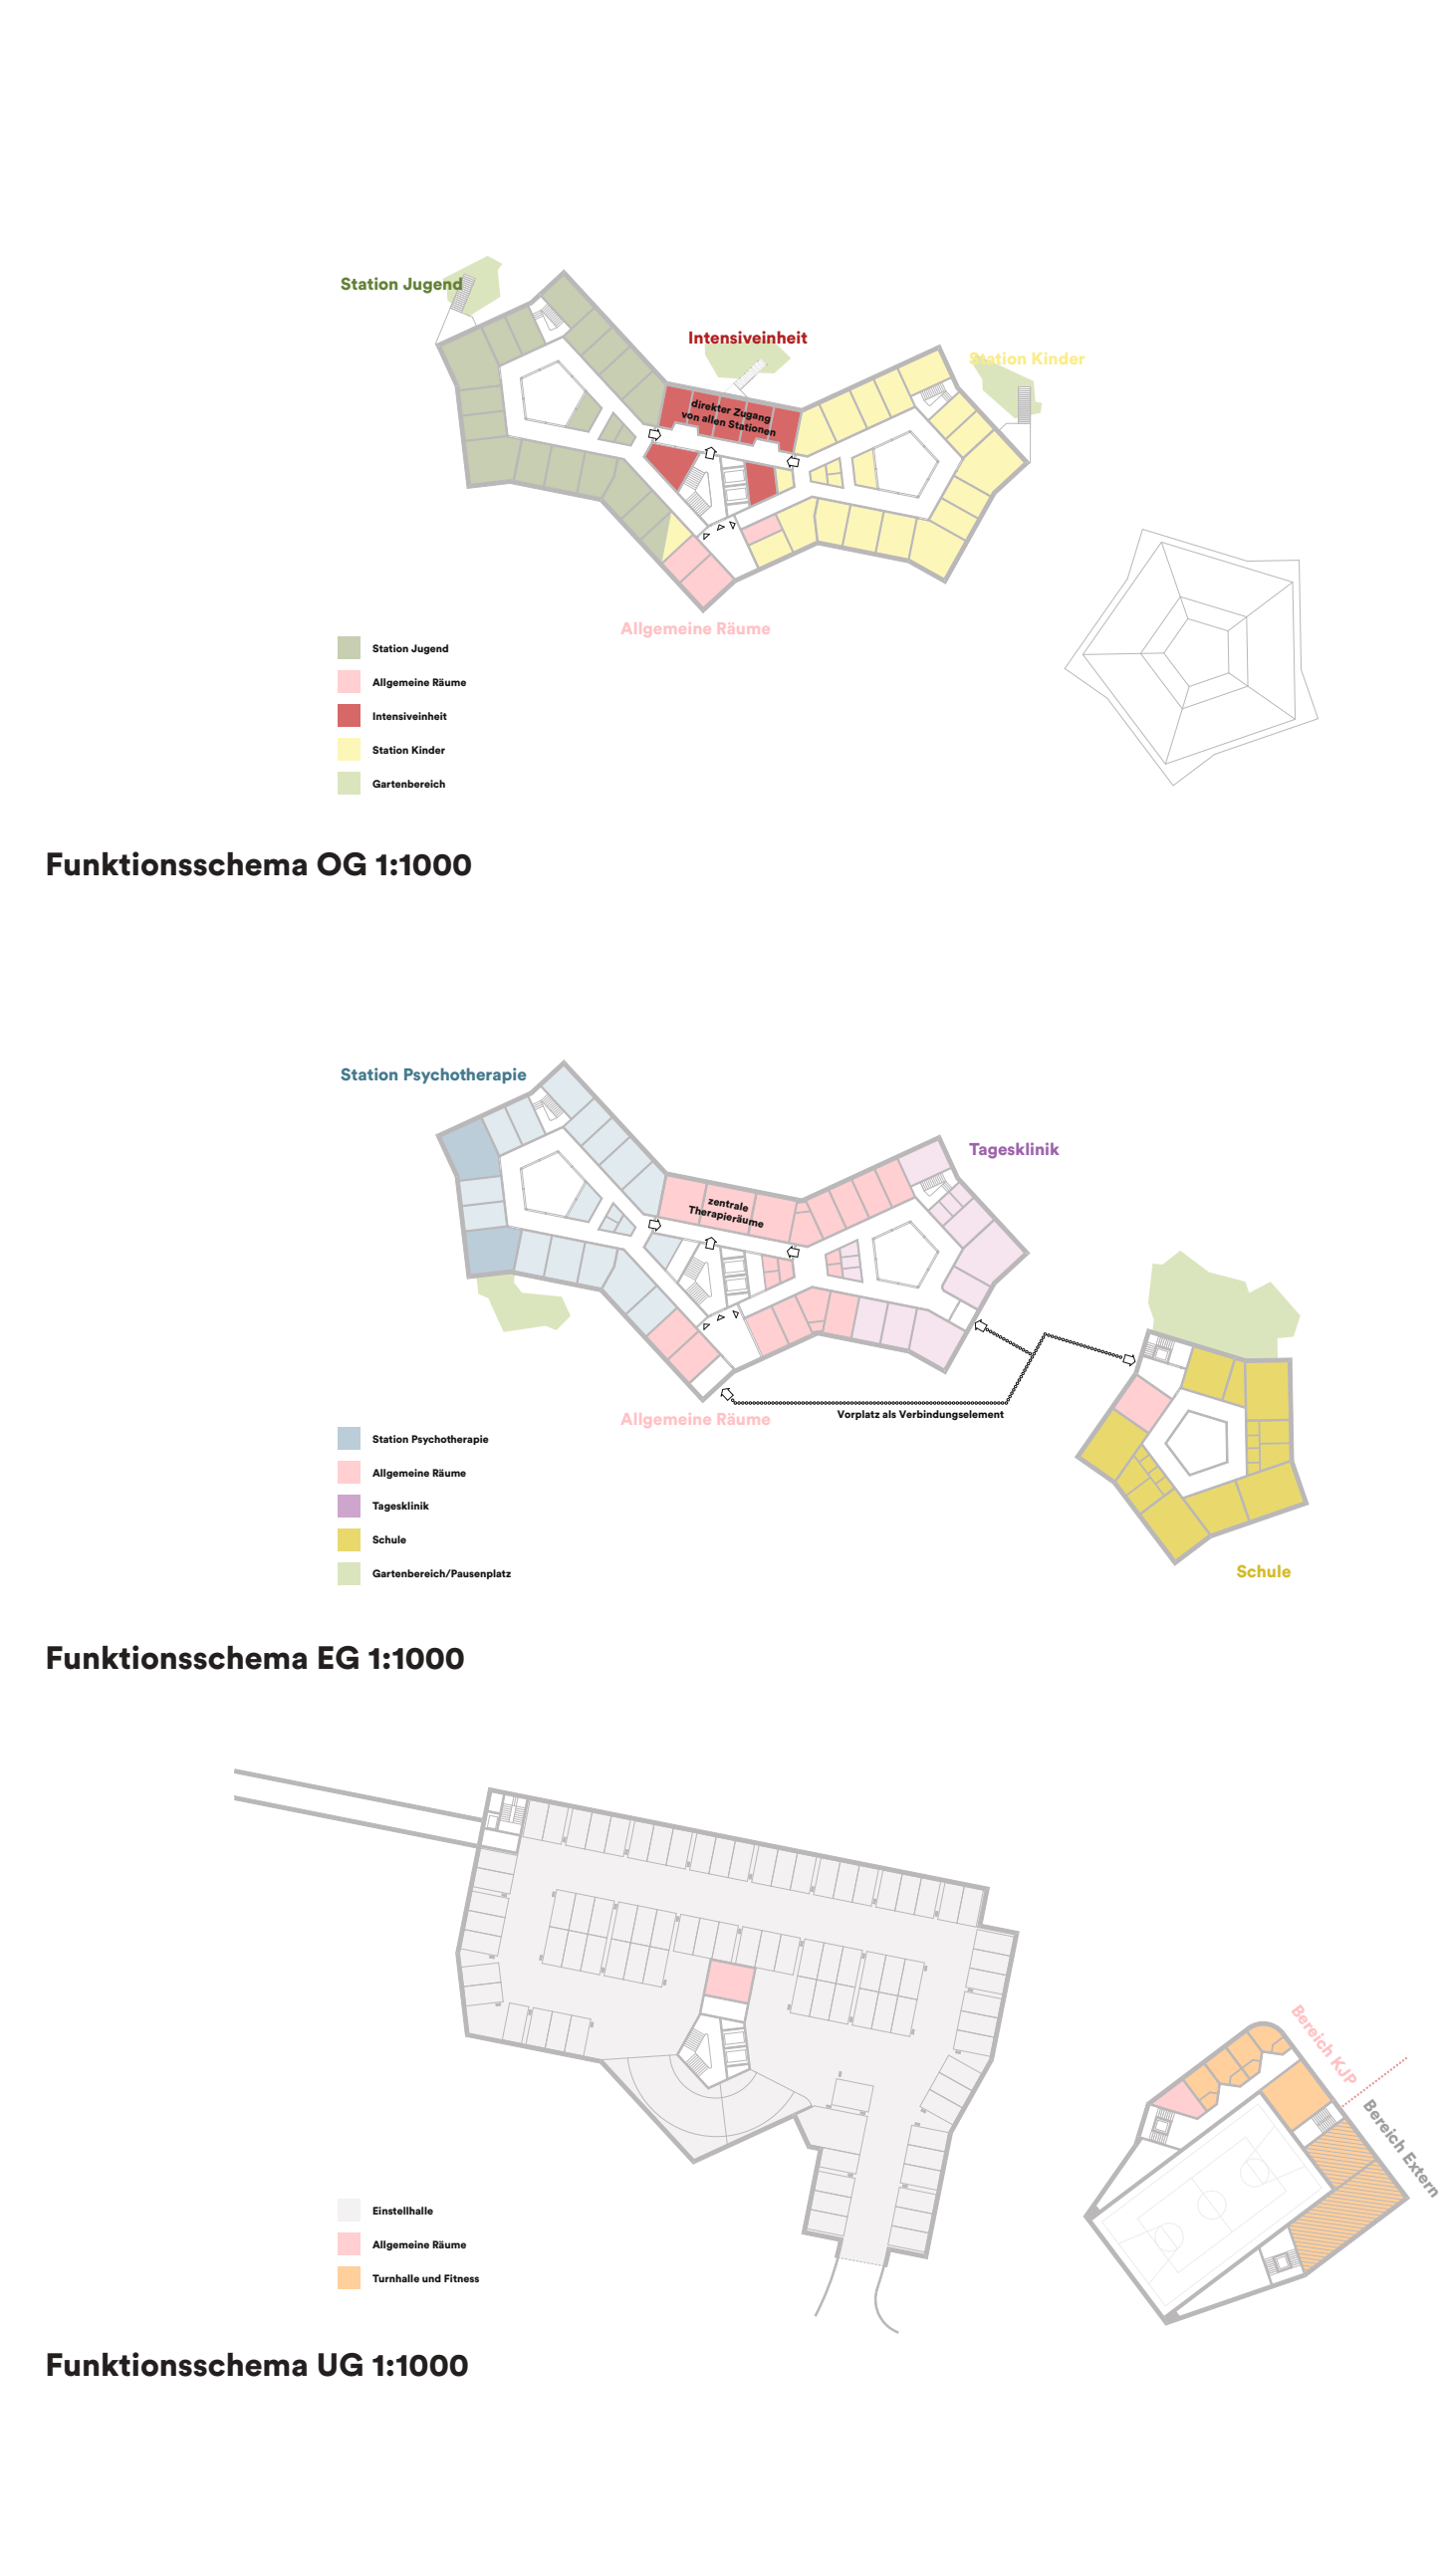 Station Jugend
Intensiveinheit
Station Kinder
direkter Zugang
von allen Stationen
Allgemeine Räume
Station Jugend
Allgemeine Räume
Intensiveinheit
Station Kinder
Gartenbereich
Funktionsschema OG 1:1000
Station Psychotherapie
Tagesklinik
zentrale
Therapieräume
Vorplatz als Verbindungselement
Allgemeine Räume
Station Psychotherapie
Allgemeine Räume
Tagesklinik
Schule
Gartenbereich/Pausenplatz
Schule
Funktionsschema EG 1:1000
Bereich KJP
Bereich Extern
Einstellhalle
Allgemeine Räume
Turnhalle und Fitness
Funktionsschema UG 1:1000